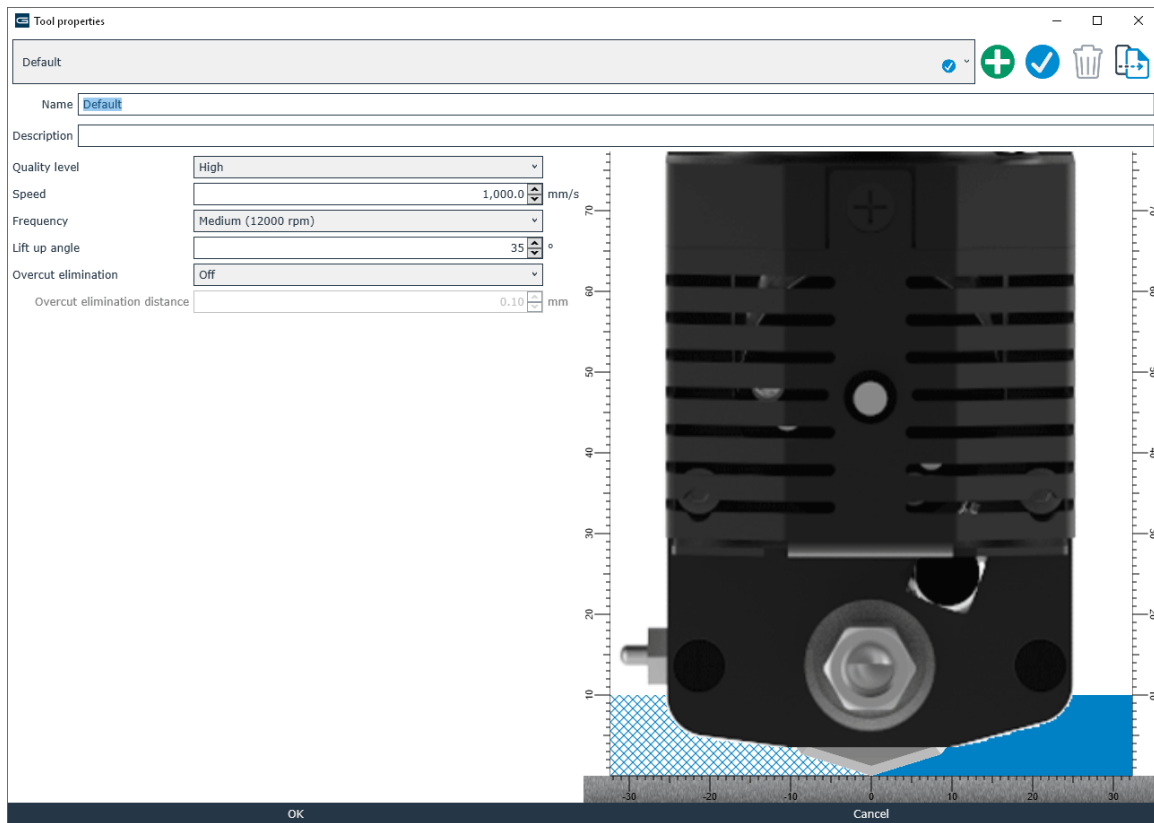 Tool properties
Default
Name Default
Description
Quality level High
Speed 1,000.0 mm/s
Frequency Medium (12000 rpm)
Lift up angle 35 °
Overcut elimination Off
Overcut elimination distance 0.10 mm
70
60
50
40
30
20
10
-30 -20 -10 0 10 20 30
OK Cancel